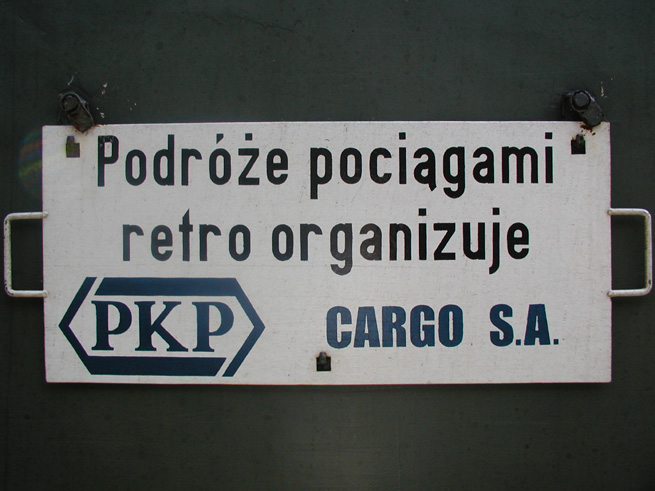 Podróże pociągami
retro organizuje
PKP CARGO S.A.